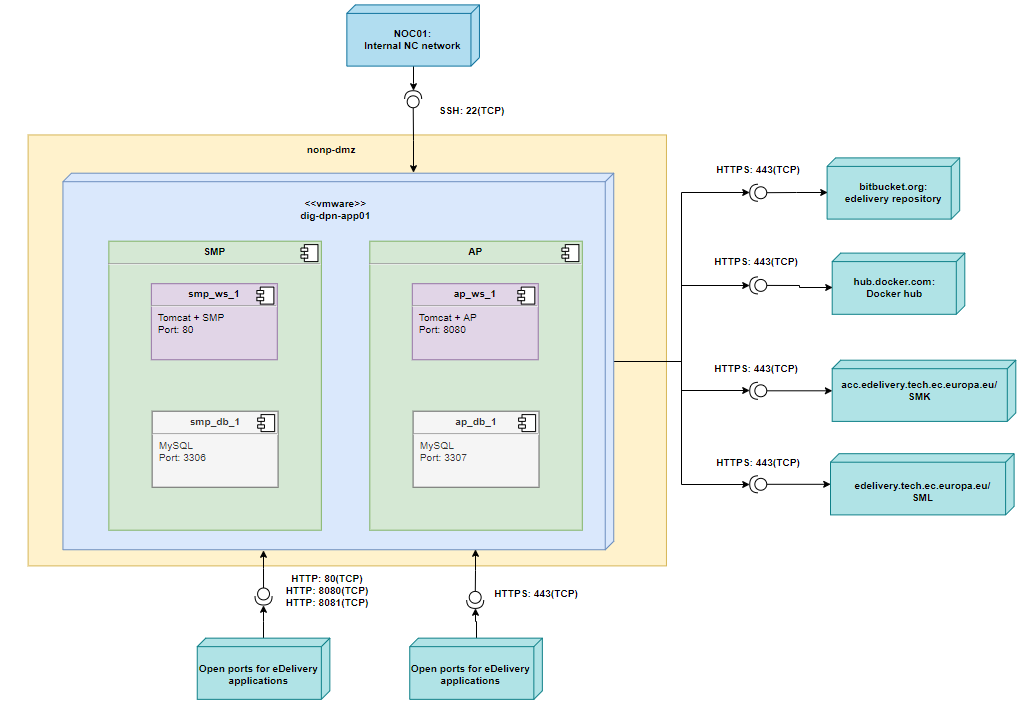 NOC01:
Internal NC network
SSH: 22(TCP)
nonp-dmz
<<vmware>>
dig-dpn-app01
SMP
smp_ws_1
Tomcat + SMP
Port: 80
smp_db_1
MySQL
Port: 3306
AP
ap_ws_1
Tomcat + AP
Port: 8080
ap_db_1
MySQL
Port: 3307
HTTPS: 443(TCP)
bitbucket.org:
edelivery repository
HTTPS: 443(TCP)
hub.docker.com:
Docker hub
HTTPS: 443(TCP)
acc.edelivery.tech.ec.europa.eu/
SMK
HTTPS: 443(TCP)
edelivery.tech.ec.europa.eu/
SML
HTTP: 80(TCP)
HTTP: 8080(TCP)
HTTP: 8081(TCP)
Open ports for eDelivery
applications
HTTPS: 443(TCP)
Open ports for eDelivery
applications